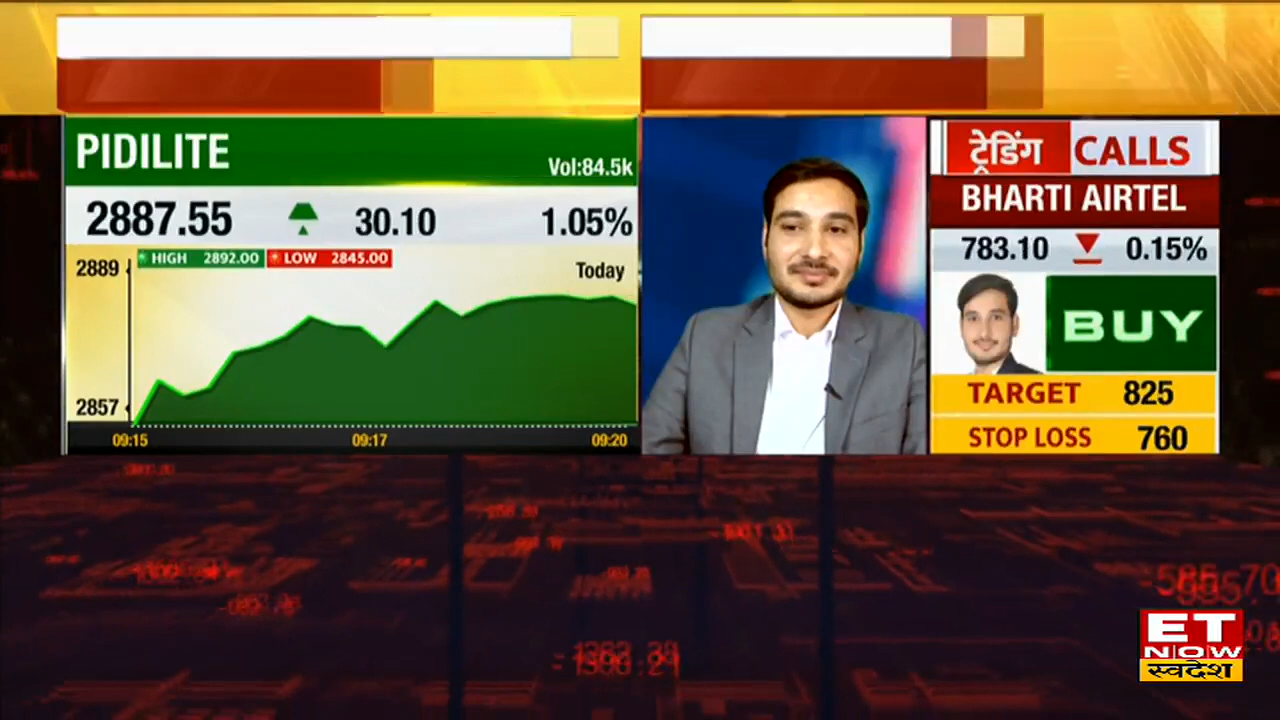 PIDILITE
Vol:84.5k
2887.55 30.10 1.05%
HIGH 2892.00 LOW 2845.00
Today
2889
2857
09:15 09:17 09:20
ट्रेडिंग CALLS
BHARTI AIRTEL
783.10 0.15%
BUY
TARGET 825
STOP LOSS 760
ET
NOW
स्वदेश